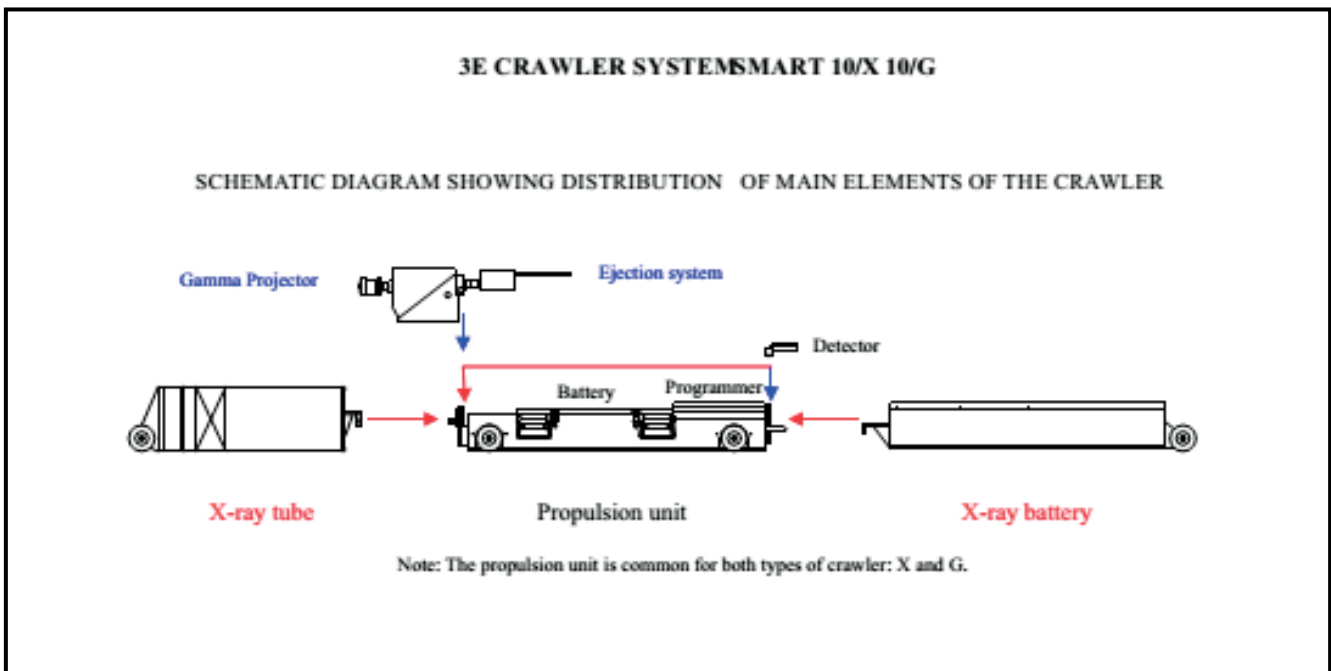 3E CRAWLER SYSTEMSMART 10/X 10/G
SCHEMATIC DIAGRAM SHOWING DISTRIBUTION OF MAIN ELEMENTS OF THE CRAWLER
Gamma Projector
Ejection system
Detector
Battery
Programmer
X-ray tube
Propulsion unit
X-ray battery
Note: The propulsion unit is common for both types of crawler: X and G.